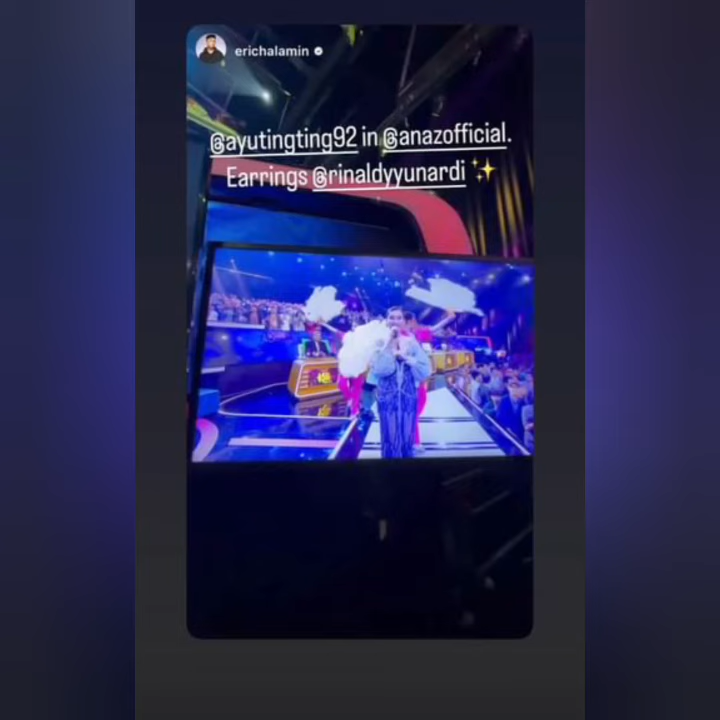 erichalamin
@ayutingting92 in @anazofficial.
Earrings @rinaldyyunardi ✨